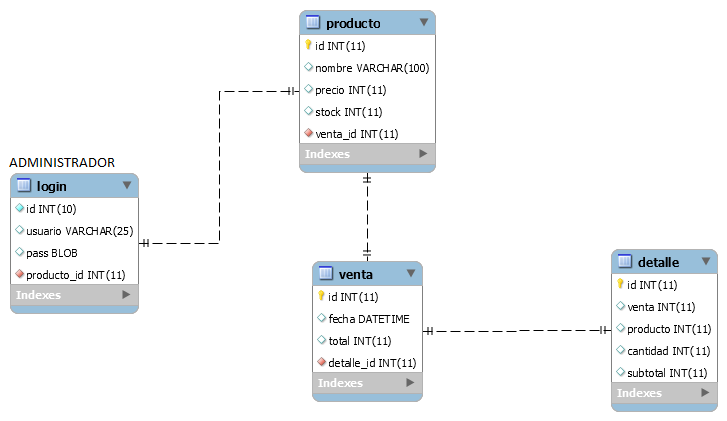 producto
id INT(11)
nombre VARCHAR(100)
precio INT(11)
stock INT(11)
venta_id INT(11)
Indexes
ADMINISTRADOR
login
id INT(10)
usuario VARCHAR(25)
pass BLOB
producto_id INT(11)
Indexes
venta
id INT(11)
fecha DATETIME
total INT(11)
detalle_id INT(11)
Indexes
detalle
id INT(11)
venta INT(11)
producto INT(11)
cantidad INT(11)
subtotal INT(11)
Indexes